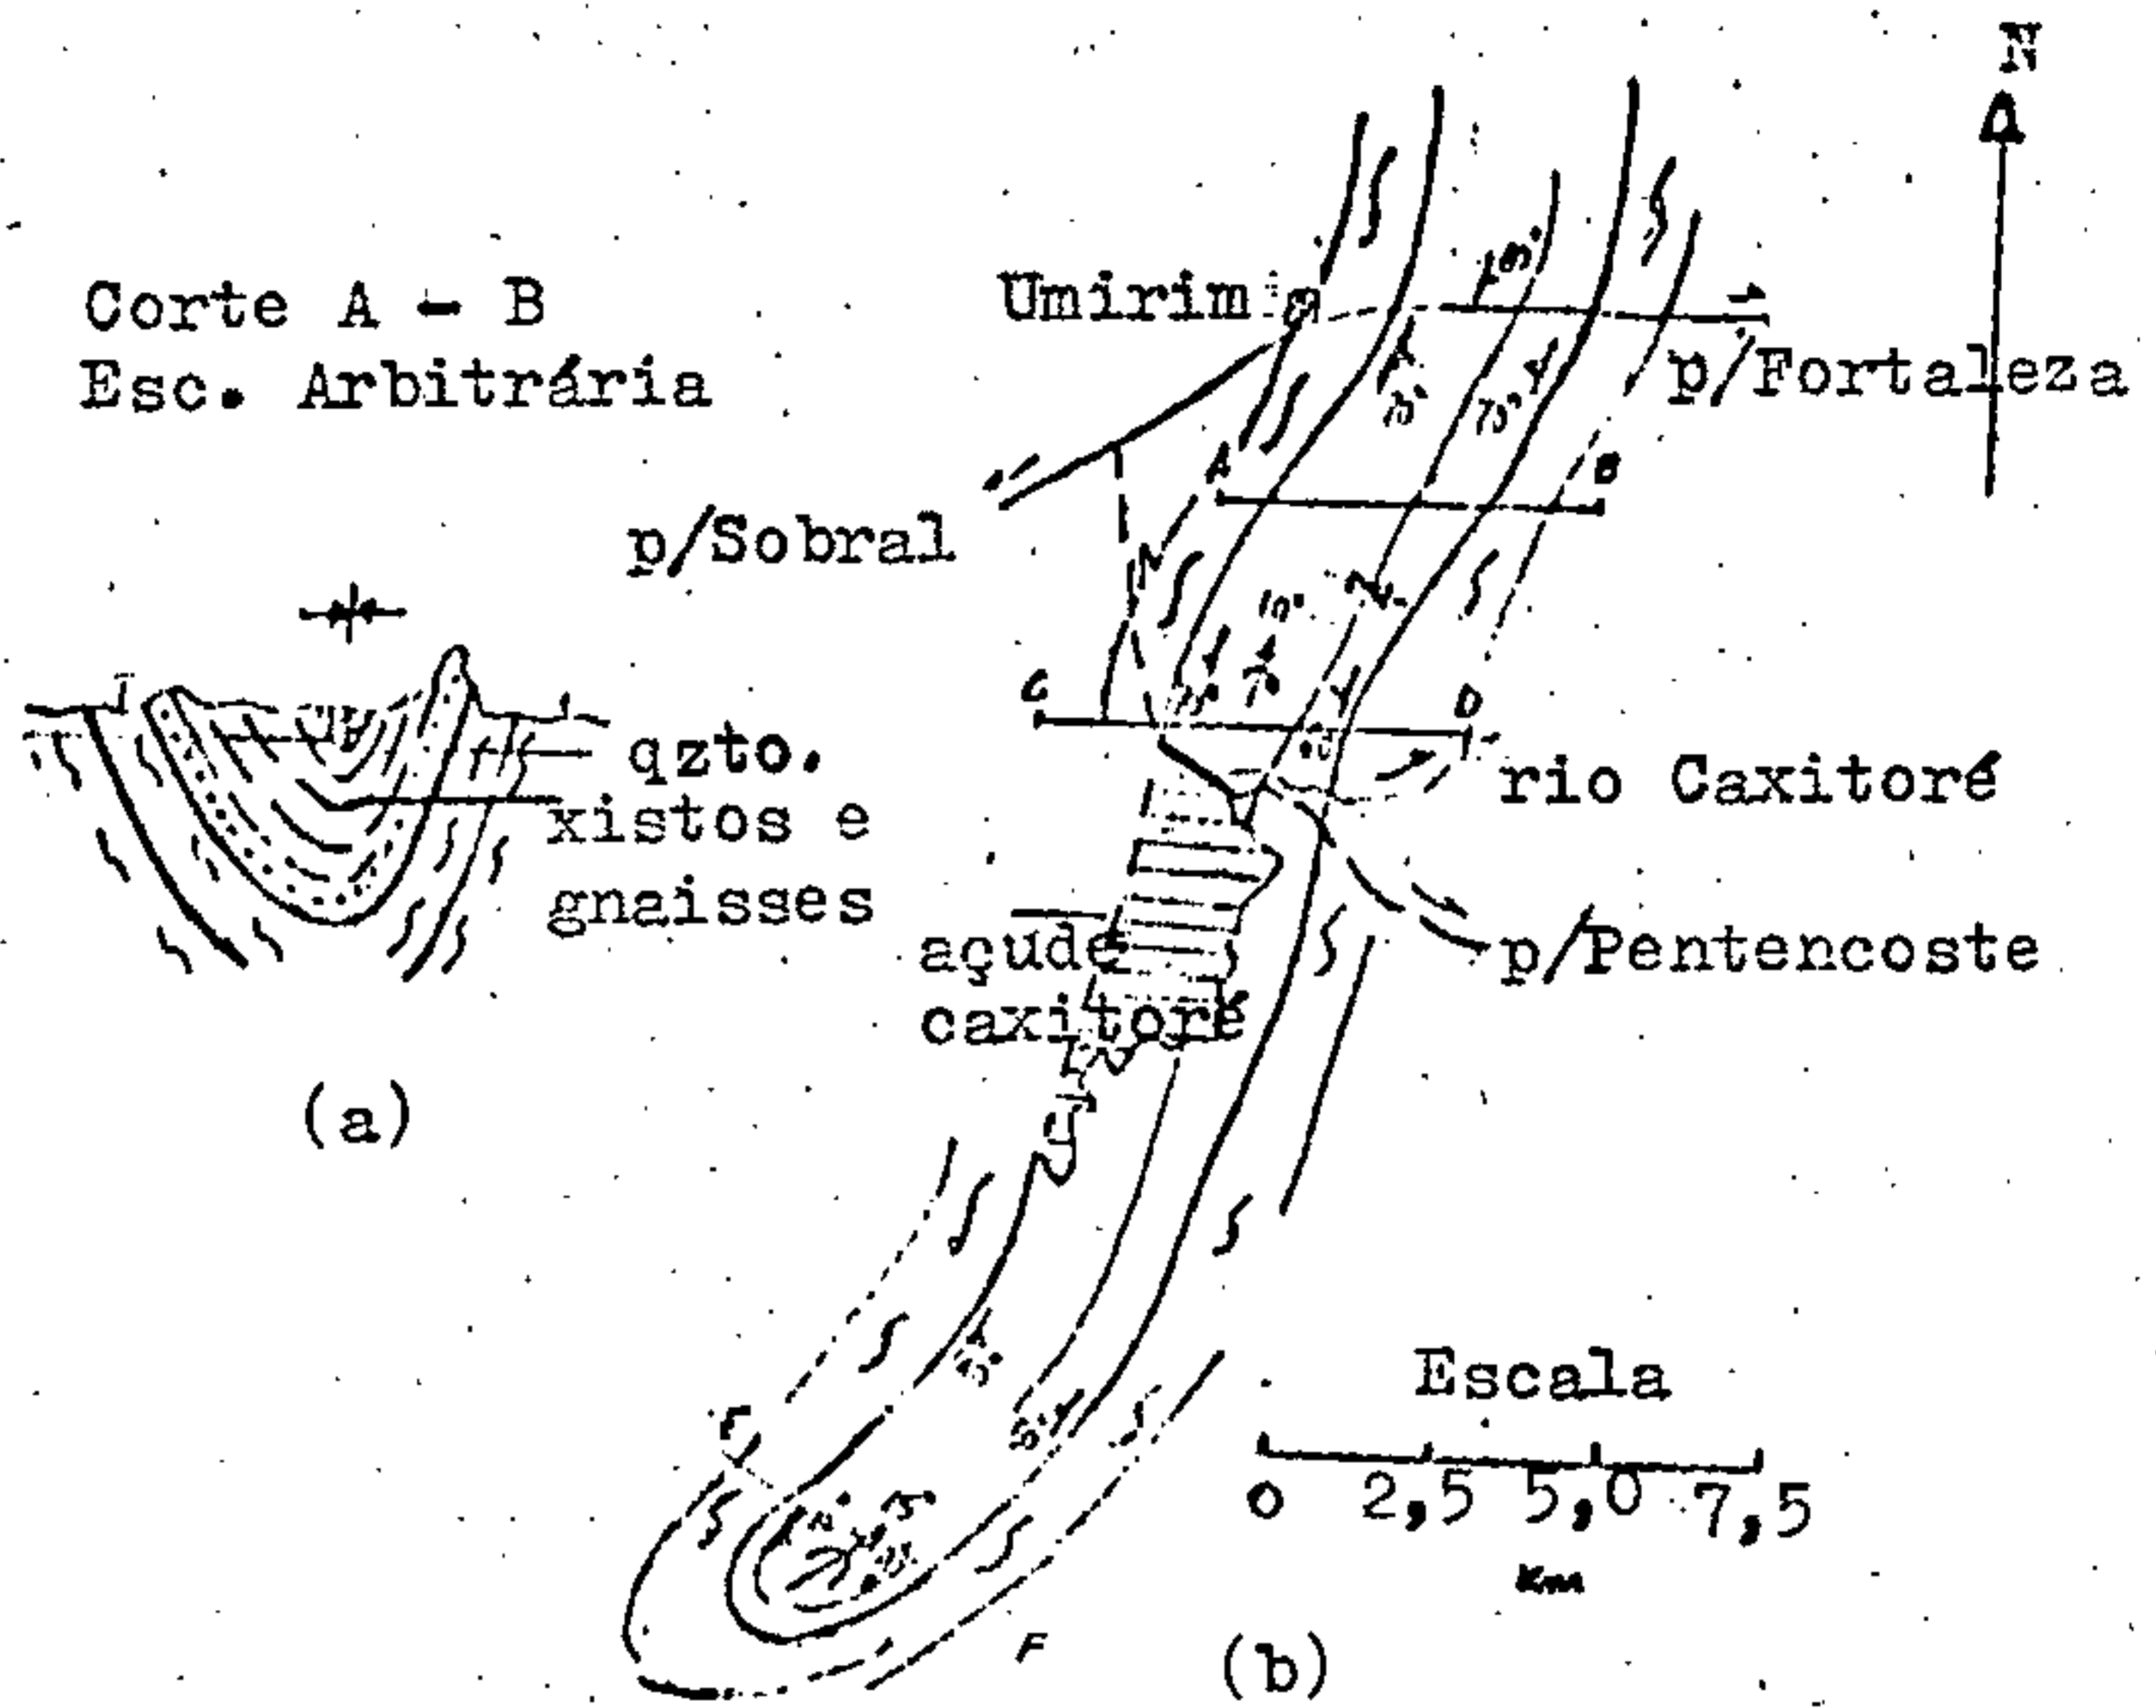 N
Corte A - B
Esc. Arbitrária
Umirim
p/Fortaleza
p/Sobral
A
B
C
D
qzto.
xistos e
gnaisses
rio Caxitoré
açude
caxitoré
p/Pentencoste
(a)
Escala
0 2,5 5,0 7,5
Km
F
(b)